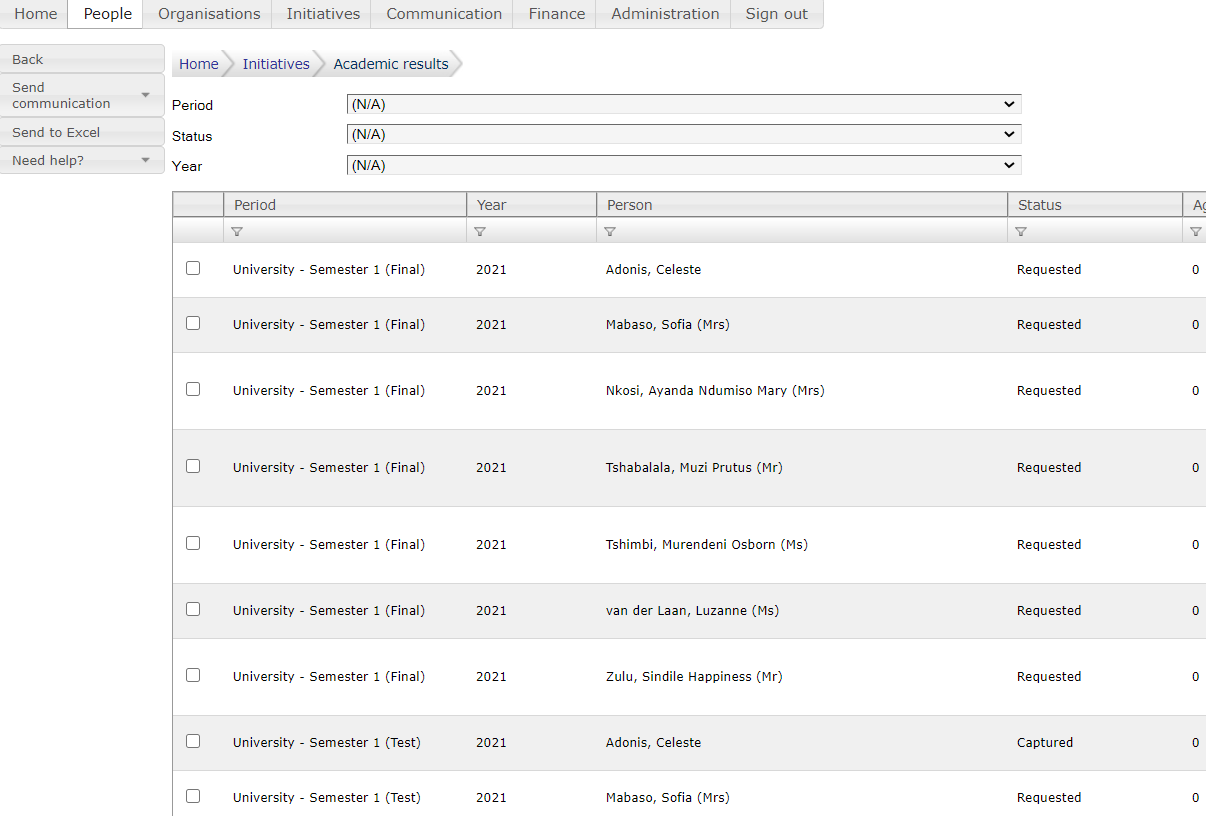 Home People Organisations Initiatives Communication Finance Administration Sign out
Back
Send
communication
Send to Excel
Need help?
Home Initiatives Academic results
Period (N/A)
Status (N/A)
Year (N/A)
Period Year Person Status
University - Semester 1 (Final) 2021 Adonis, Celeste Requested 0
University - Semester 1 (Final) 2021 Mabaso, Sofia (Mrs) Requested 0
University - Semester 1 (Final) 2021 Nkosi, Ayanda Ndumiso Mary (Mrs) Requested 0
University - Semester 1 (Final) 2021 Tshabalala, Muzi Prutus (Mr) Requested 0
University - Semester 1 (Final) 2021 Tshimbi, Murendeni Osborn (Ms) Requested 0
University - Semester 1 (Final) 2021 van der Laan, Luzanne (Ms) Requested 0
University - Semester 1 (Final) 2021 Zulu, Sindile Happiness (Mr) Requested 0
University - Semester 1 (Test) 2021 Adonis, Celeste Captured 0
University - Semester 1 (Test) 2021 Mabaso, Sofia (Mrs) Requested 0